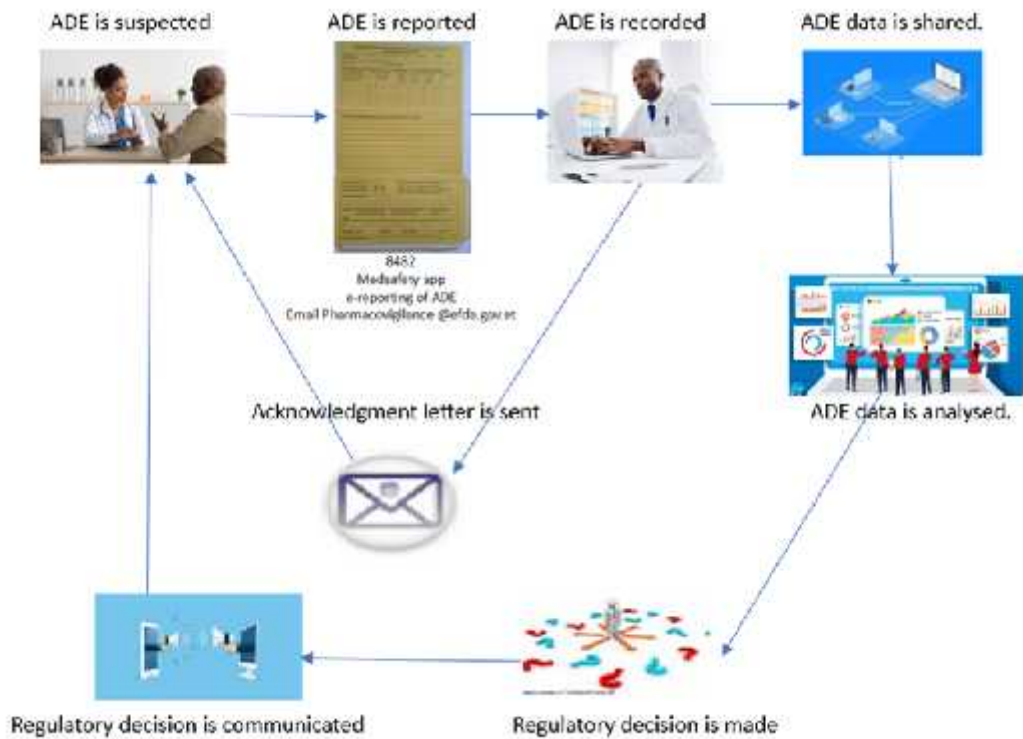 ADE is suspected
ADE is reported
ADE is recorded
ADE data is shared.
8482
Medsafety app
e-reporting of ADE
Email Pharmacovigilance @efda.gov.et
Acknowledgment letter is sent
ADE data is analysed.
Regulatory decision is communicated
Regulatory decision is made